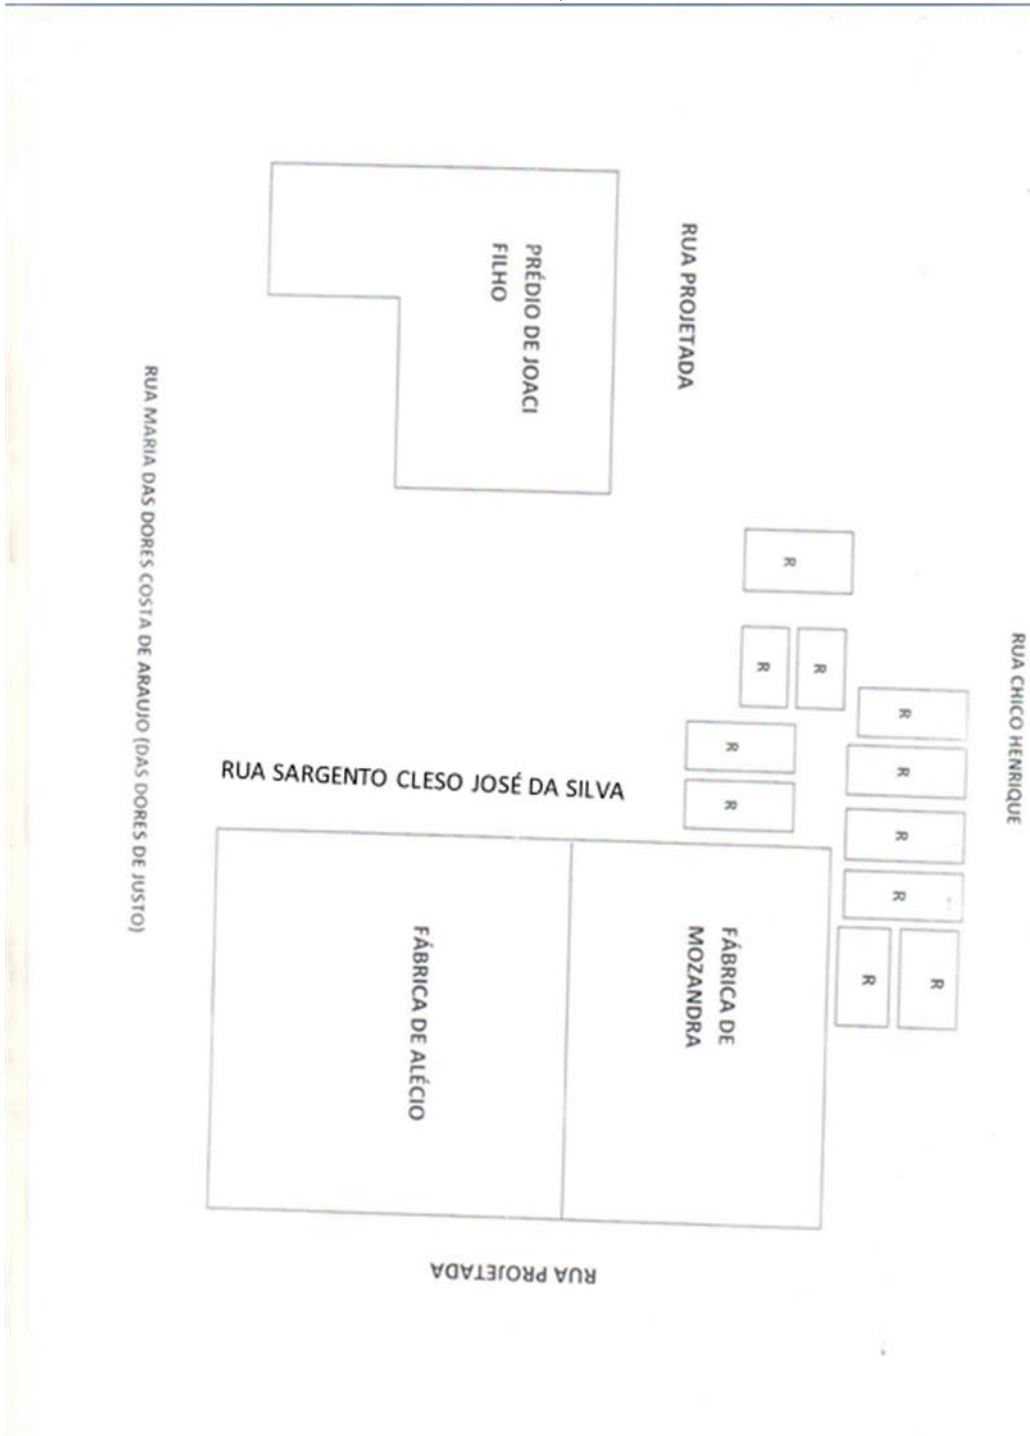 RUA PROJETADA
PRÉDIO DE JOACI
FILHO
RUA MARIA DAS DORES COSTA DE ARAUJO (DAS DORES DE JUSTO)
RUA CHICO HENRIQUE
R
R
R
R
R
R
R
R
R
R
R
RUA SARGENTO CLESO JOSÉ DA SILVA
FÁBRICA DE
MOZANDRA
FÁBRICA DE ALÉCIO
RUA PROJETADA